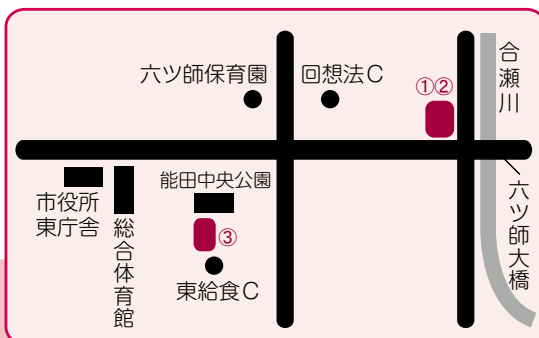 六ツ師保育園
回想法C
①②
合瀬川
能田中央公園
市役所
東庁舎
総合体育館
③
東給食C
六ツ師大橋